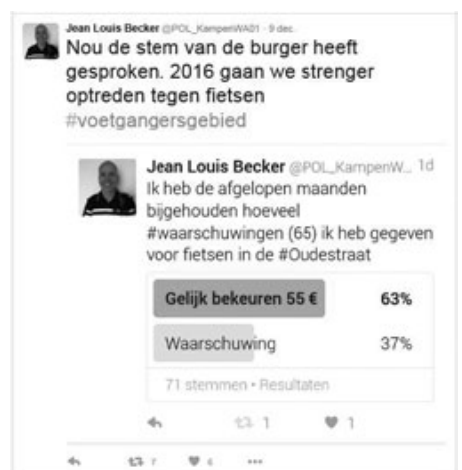 Jean Louis Becker @POL_KampenWA01 · 9 dec.
Nou de stem van de burger heeft
gesproken. 2016 gaan we strenger
optreden tegen fietsen
#voetgangersgebied
Jean Louis Becker @POL_KampenW... 1d
Ik heb de afgelopen maanden
bijgehouden hoeveel
#waarschuwingen (65) ik heb gegeven
voor fietsen in de #Oudestraat
Gelijk bekeuren 55 € 63%
Waarschuwing 37%
71 stemmen • Resultaten
1 1
7 4